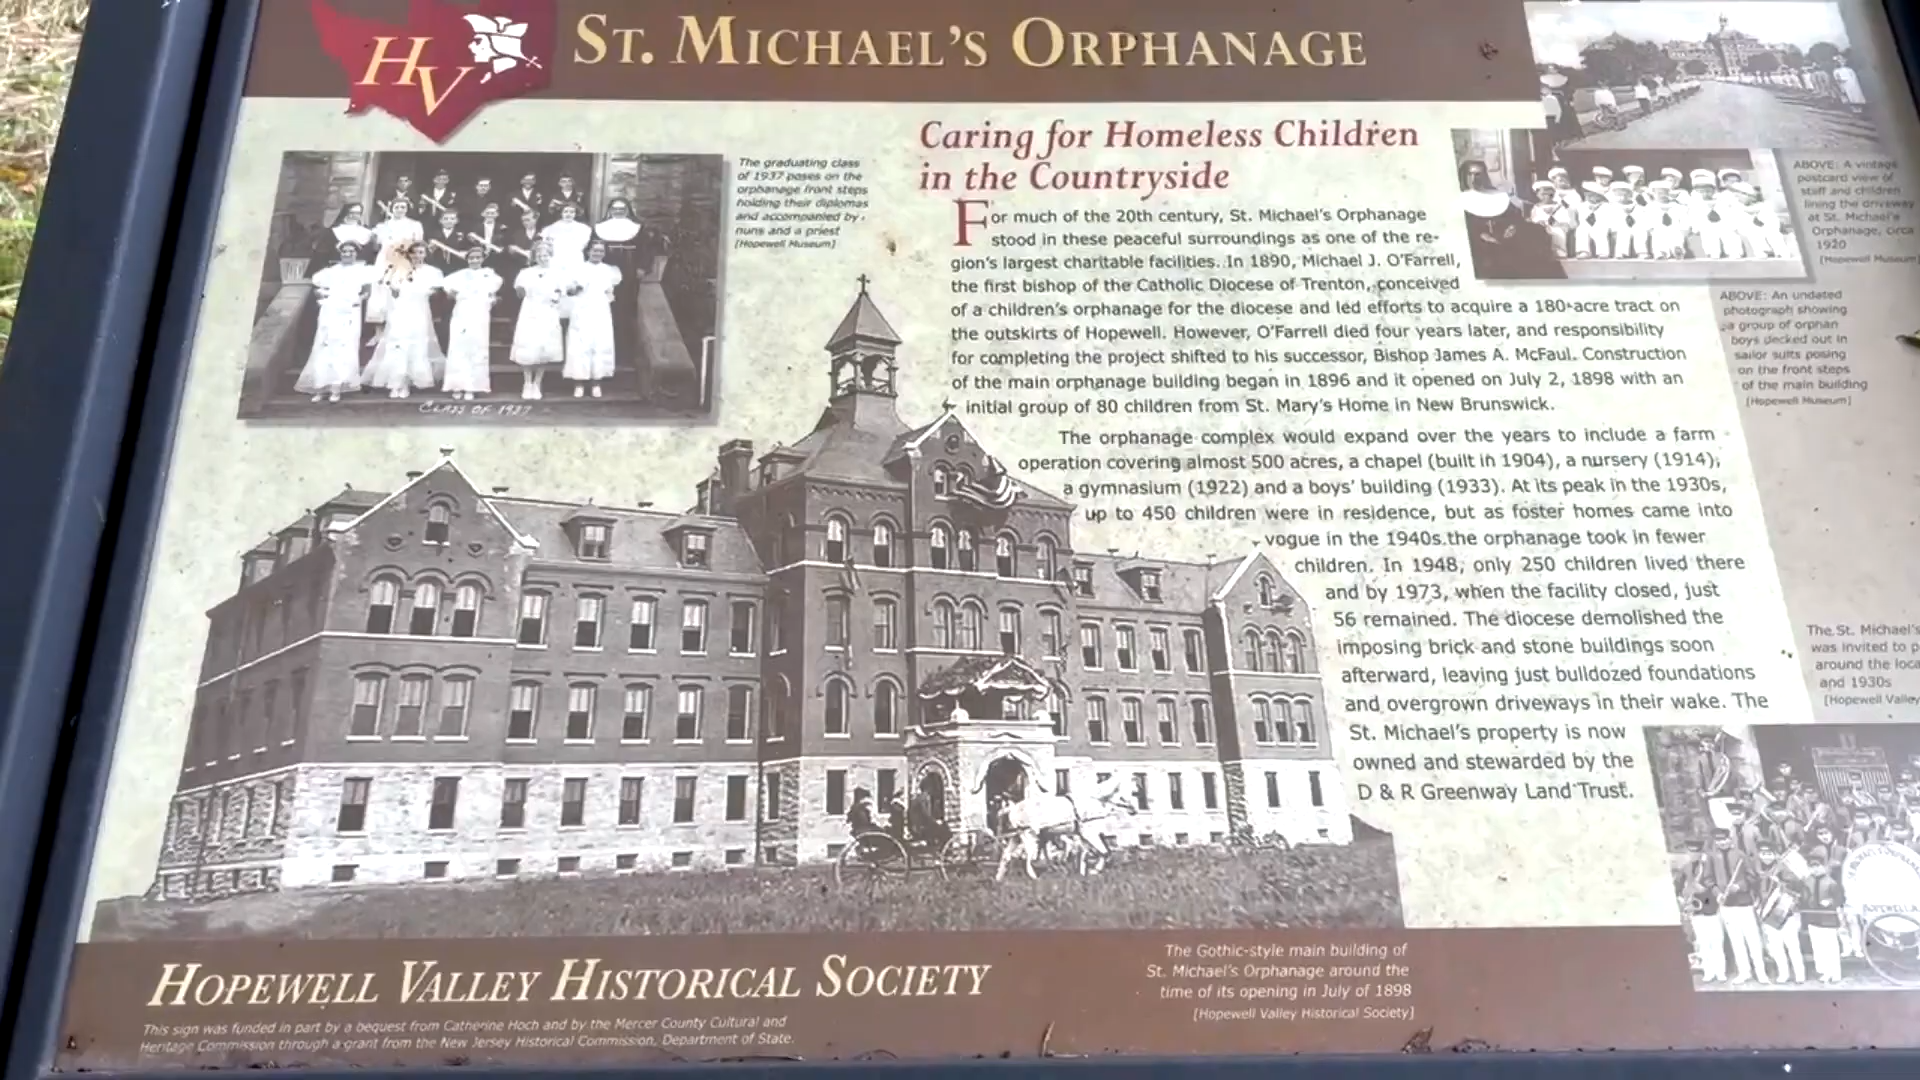 HV
ST. MICHAEL'S ORPHANAGE
Caring for Homeless Children
in the Countryside
The graduating class
of 1937 poses on the
orphanage front steps
holding their diplomas
and accompanied by
nuns and a priest
[Hopewell Museum]
CLASS OF 1937
For much of the 20th century, St. Michael's Orphanage
stood in these peaceful surroundings as one of the re-
gion's largest charitable facilities. In 1890, Michael J. O'Farrell,
the first bishop of the Catholic Diocese of Trenton, conceived
of a children's orphanage for the diocese and led efforts to acquire a 180-acre tract on
the outskirts of Hopewell. However, O'Farrell died four years later, and responsibility
for completing the project shifted to his successor, Bishop James A. McFaul. Construction
of the main orphanage building began in 1896 and it opened on July 2, 1898 with an
initial group of 80 children from St. Mary's Home in New Brunswick.
The orphanage complex would expand over the years to include a farm
operation covering almost 500 acres, a chapel (built in 1904), a nursery (1914),
a gymnasium (1922) and a boys' building (1933). At its peak in the 1930s,
up to 450 children were in residence, but as foster homes came into
vogue in the 1940s the orphanage took in fewer
children. In 1948, only 250 children lived there
and by 1973, when the facility closed, just
56 remained. The diocese demolished the
imposing brick and stone buildings soon
afterward, leaving just bulldozed foundations
and overgrown driveways in their wake. The
St. Michael's property is now
owned and stewarded by the
D & R Greenway Land Trust.
ABOVE: A vintage
postcard view of
staff and children
lining the driveway
at St. Michael's
Orphanage, circa
1920
[Hopewell Museum]
ABOVE: An undated
photograph showing
a group of orphan
boys decked out in
sailor suits posing
on the front steps
of the main building
[Hopewell Museum]
The St. Michael's
was invited to p
around the loca
and 1930s
[Hopewell Valley
HOPEWELL VALLEY HISTORICAL SOCIETY
This sign was funded in part by a bequest from Catherine Hoch and by the Mercer County Cultural and
Heritage Commission through a grant from the New Jersey Historical Commission, Department of State.
The Gothic-style main building of
St. Michael's Orphanage around the
time of its opening in July of 1898
[Hopewell Valley Historical Society]